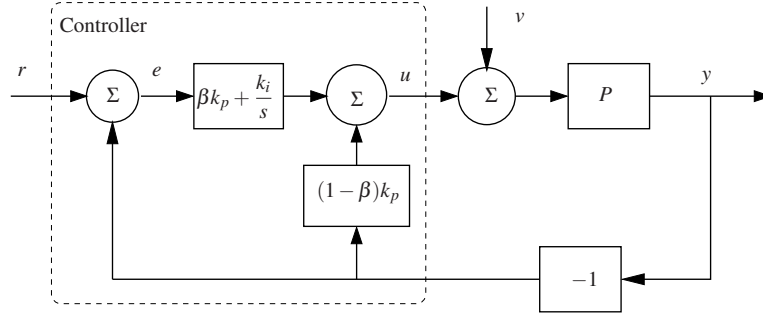 Controller
v
r
e
u
y
Σ
βk_p + k_i/s
Σ
Σ
P
(1 − β)k_p
−1